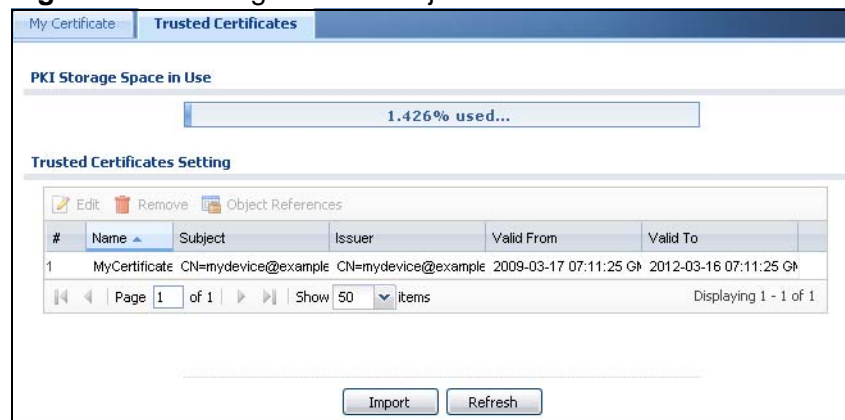 My Certificate
Trusted Certificates
PKI Storage Space in Use
1.426% used...
Trusted Certificates Setting
Edit Remove Object References
# Name Subject Issuer Valid From Valid To
1 MyCertificate CN=mydevice@example CN=mydevice@example 2009-03-17 07:11:25 GM 2012-03-16 07:11:25 GM
Page 1 of 1 Show 50 items Displaying 1 - 1 of 1
Import Refresh